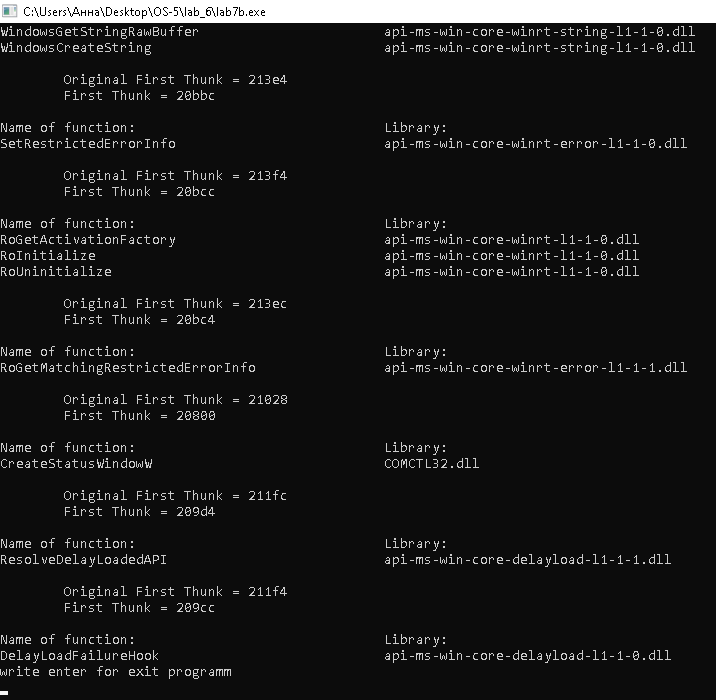 C:\Users\Анна\Desktop\OS-5\lab_6\lab7b.exe
WindowsGetStringRawBuffer api-ms-win-core-winrt-string-l1-1-0.dll
WindowsCreateString api-ms-win-core-winrt-string-l1-1-0.dll
Original First Thunk = 213e4
First Thunk = 20bbc
Name of function: Library:
SetRestrictedErrorInfo api-ms-win-core-winrt-error-l1-1-0.dll
Original First Thunk = 213f4
First Thunk = 20bcc
Name of function: Library:
RoGetActivationFactory api-ms-win-core-winrt-l1-1-0.dll
RoInitialize api-ms-win-core-winrt-l1-1-0.dll
RoUninitialize api-ms-win-core-winrt-l1-1-0.dll
Original First Thunk = 213ec
First Thunk = 20bc4
Name of function: Library:
RoGetMatchingRestrictedErrorInfo api-ms-win-core-winrt-error-l1-1-1.dll
Original First Thunk = 21028
First Thunk = 20800
Name of function: Library:
CreateStatusWindowW COMCTL32.dll
Original First Thunk = 211fc
First Thunk = 209d4
Name of function: Library:
ResolveDelayLoadedAPI api-ms-win-core-delayload-l1-1-1.dll
Original First Thunk = 211f4
First Thunk = 209cc
Name of function: Library:
DelayLoadFailureHook api-ms-win-core-delayload-l1-1-0.dll
write enter for exit programm